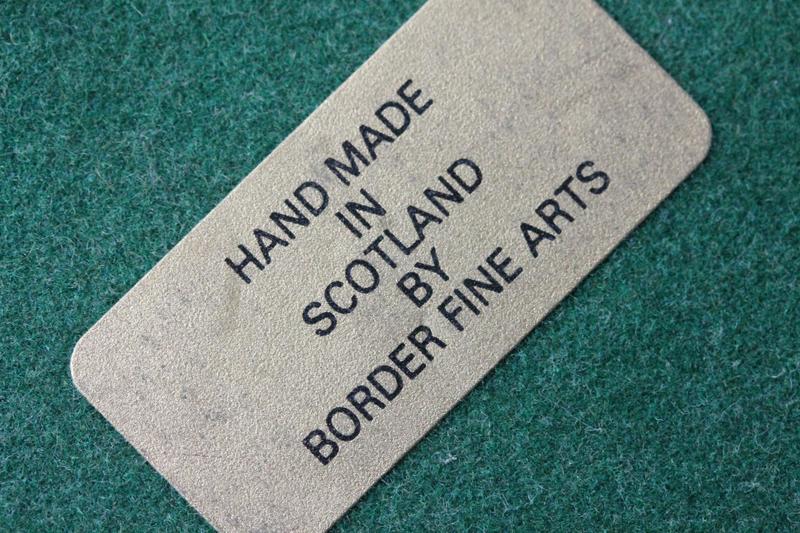 HAND MADE
IN
SCOTLAND
BY
BORDER FINE ARTS